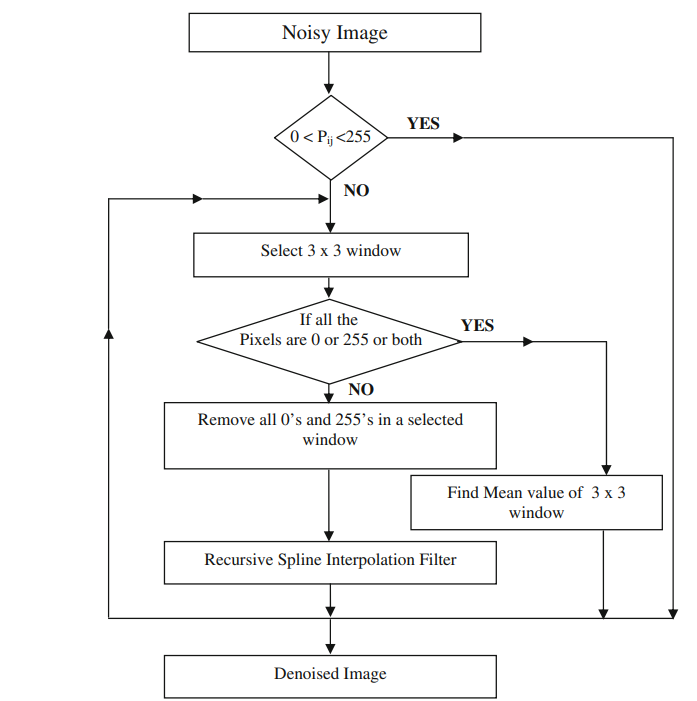 Noisy Image
0 < Pij <255
YES
NO
Select 3 x 3 window
If all the
Pixels are 0 or 255 or both
YES
NO
Remove all 0’s and 255’s in a selected
window
Find Mean value of 3 x 3
window
Recursive Spline Interpolation Filter
Denoised Image